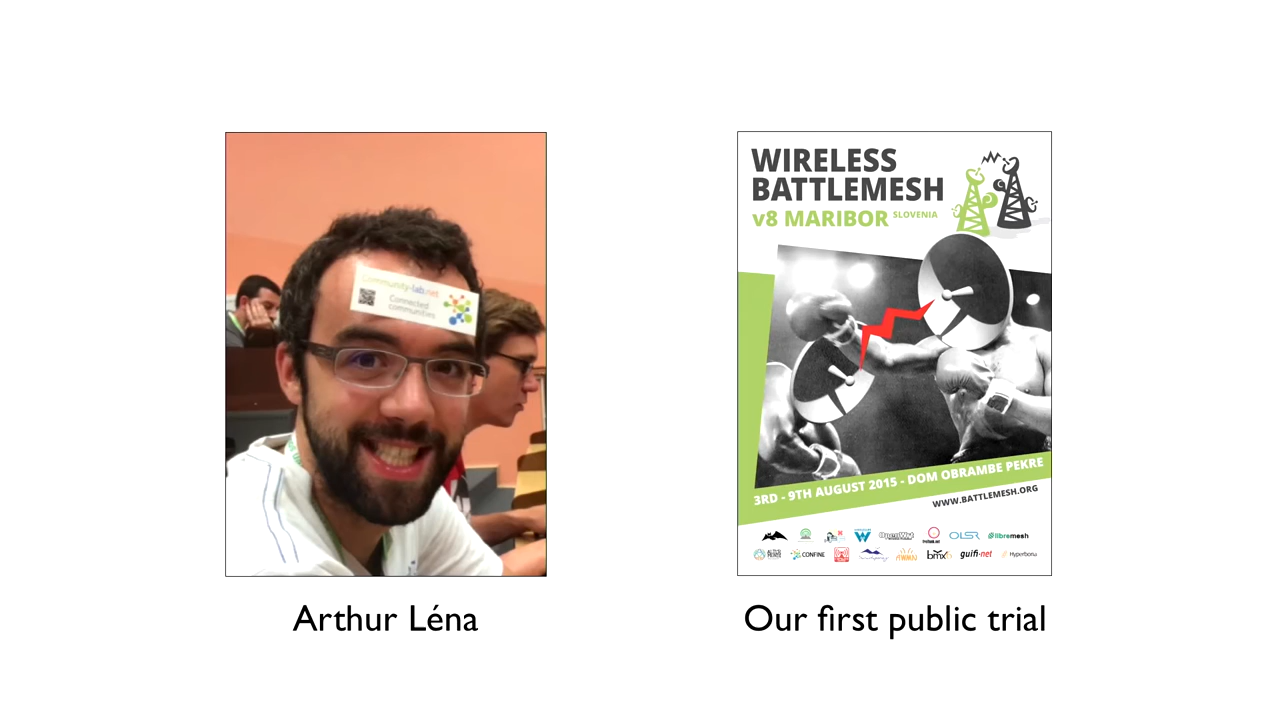 Community-lab.net
Connected
communities
Arthur Léna
WIRELESS
BATTLEMESH
v8 MARIBOR SLOVENIA
3RD - 9TH AUGUST 2015 - DOM OBRAMBE PEKRE
WWW.BATTLEMESH.ORG
OpenWrt
OLSR
libremesh
CONFINE
bmx6
guifi·net
Hyperboria
Our first public trial